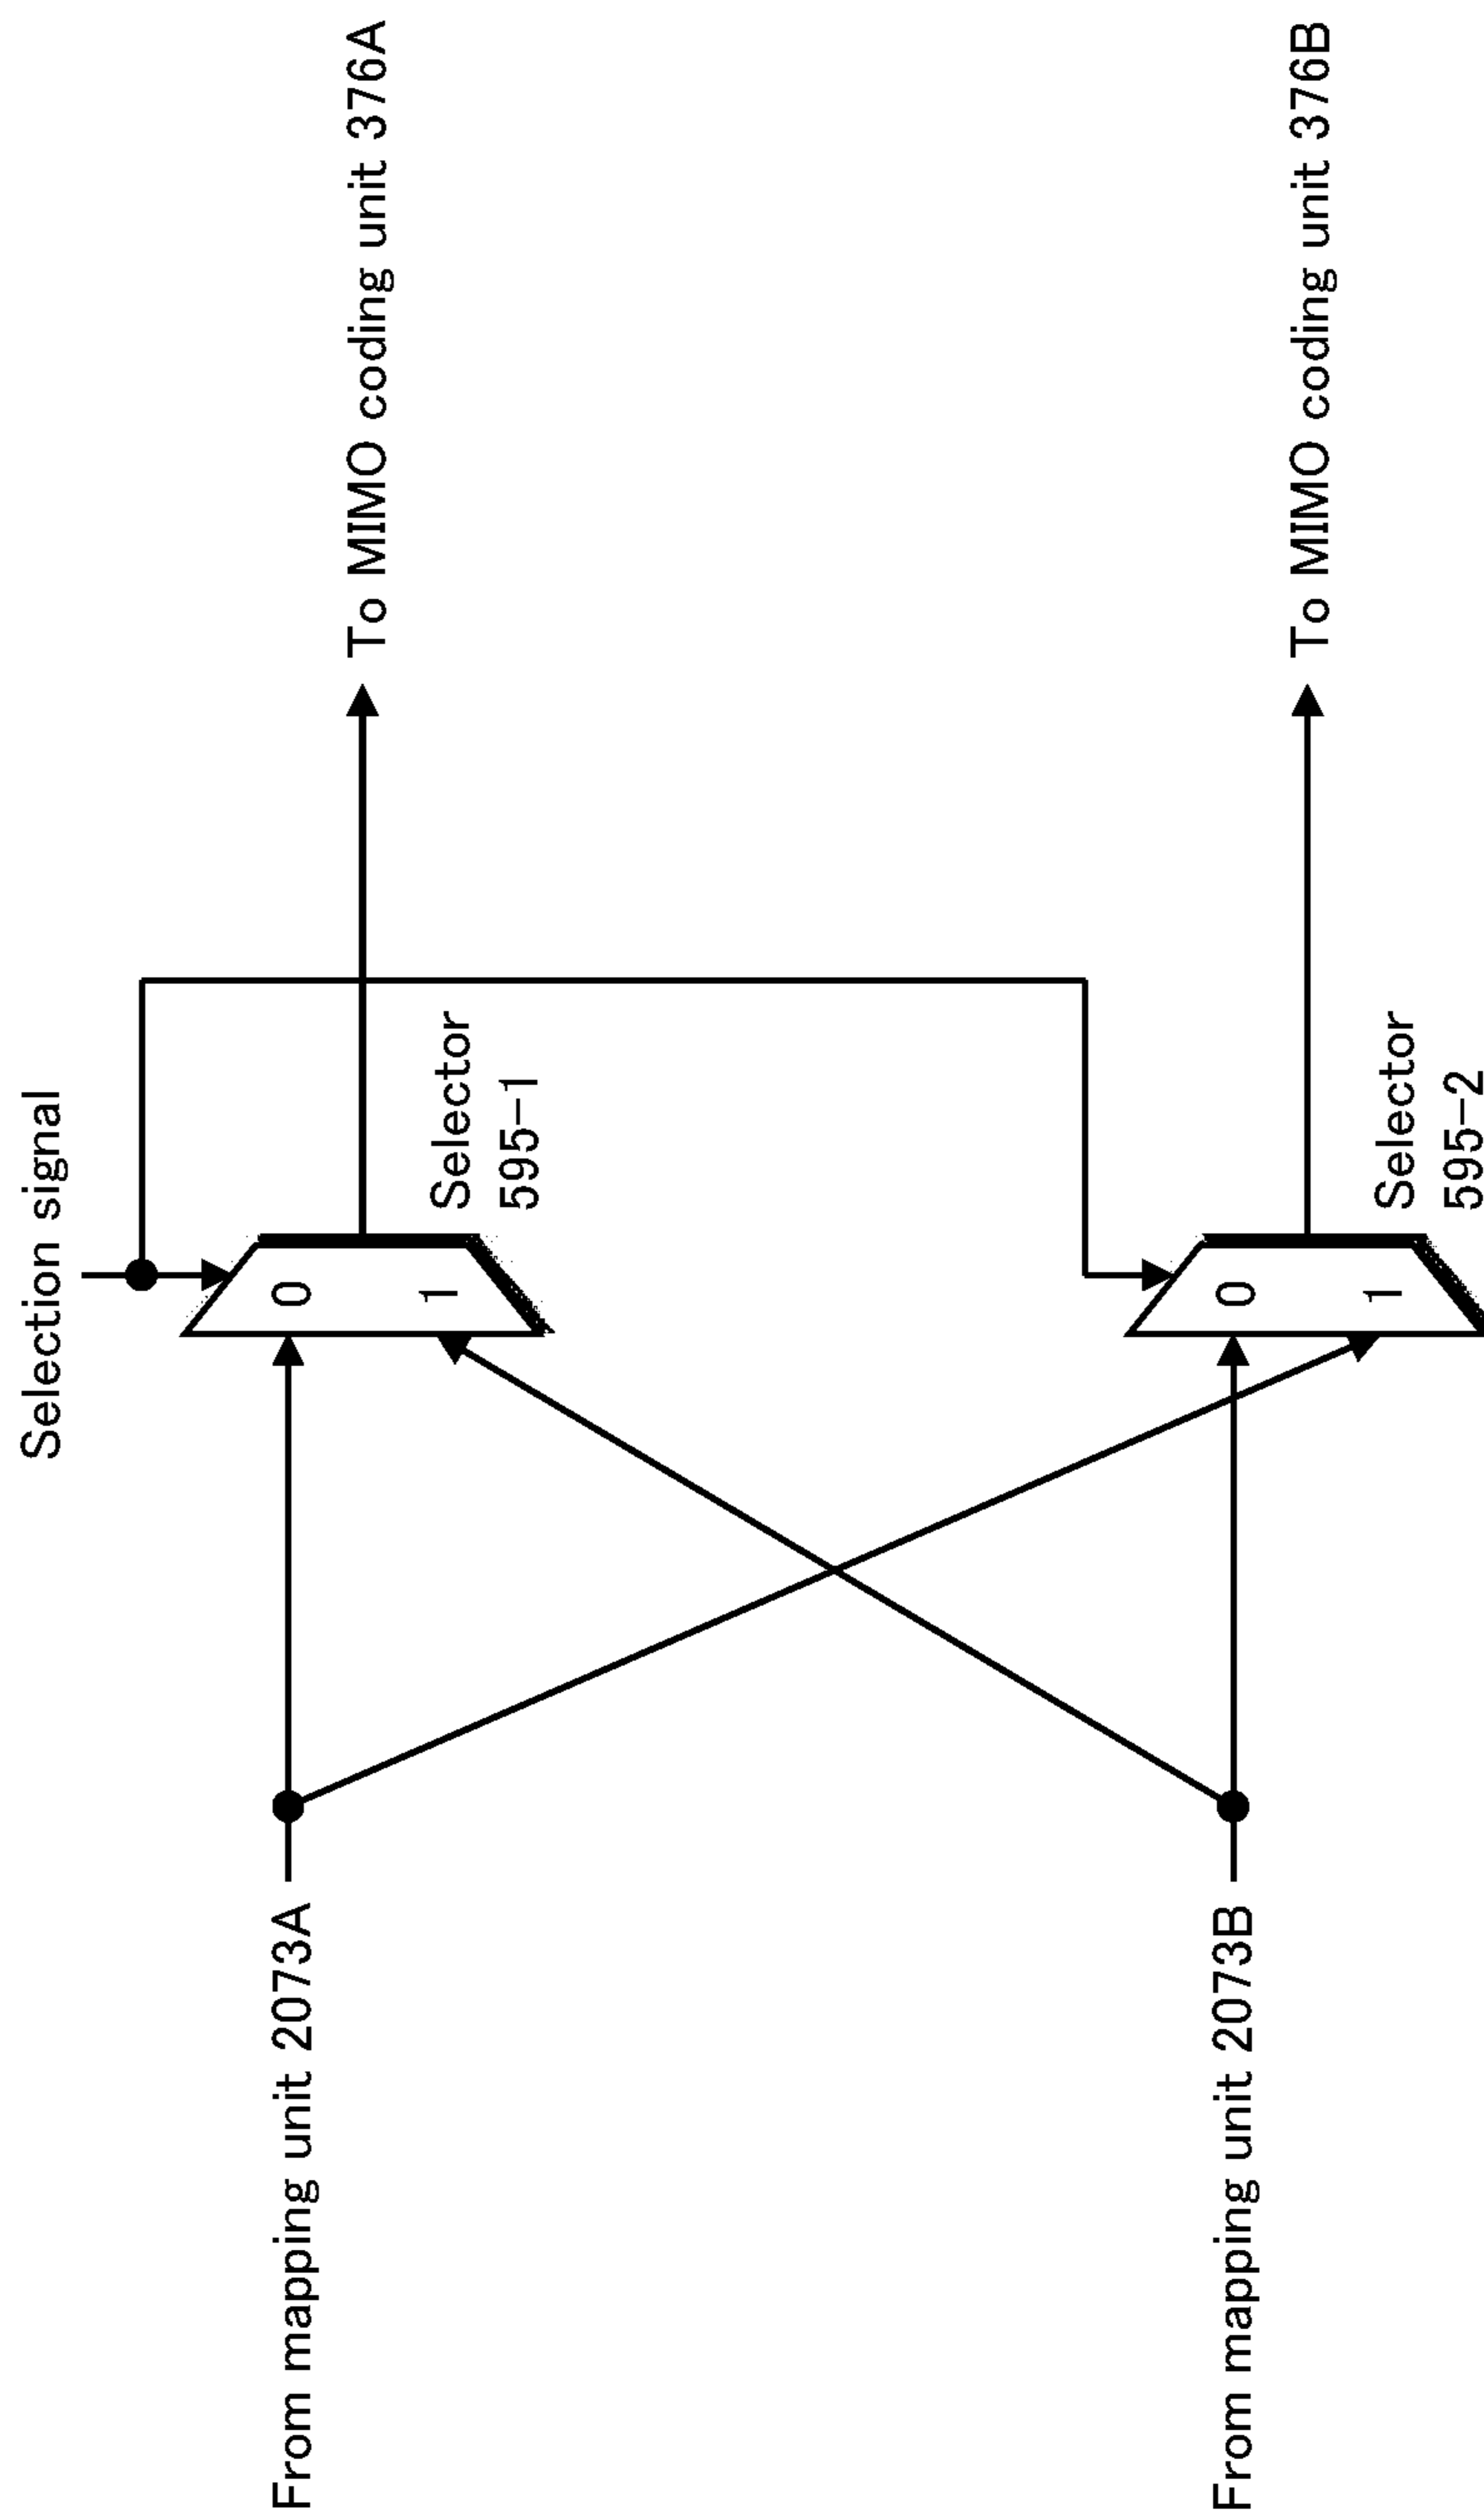 Selection signal
From mapping unit 2073A
0
1
Selector
595-1
To MIMO coding unit 376A
From mapping unit 2073B
0
1
Selector
595-2
To MIMO coding unit 376B